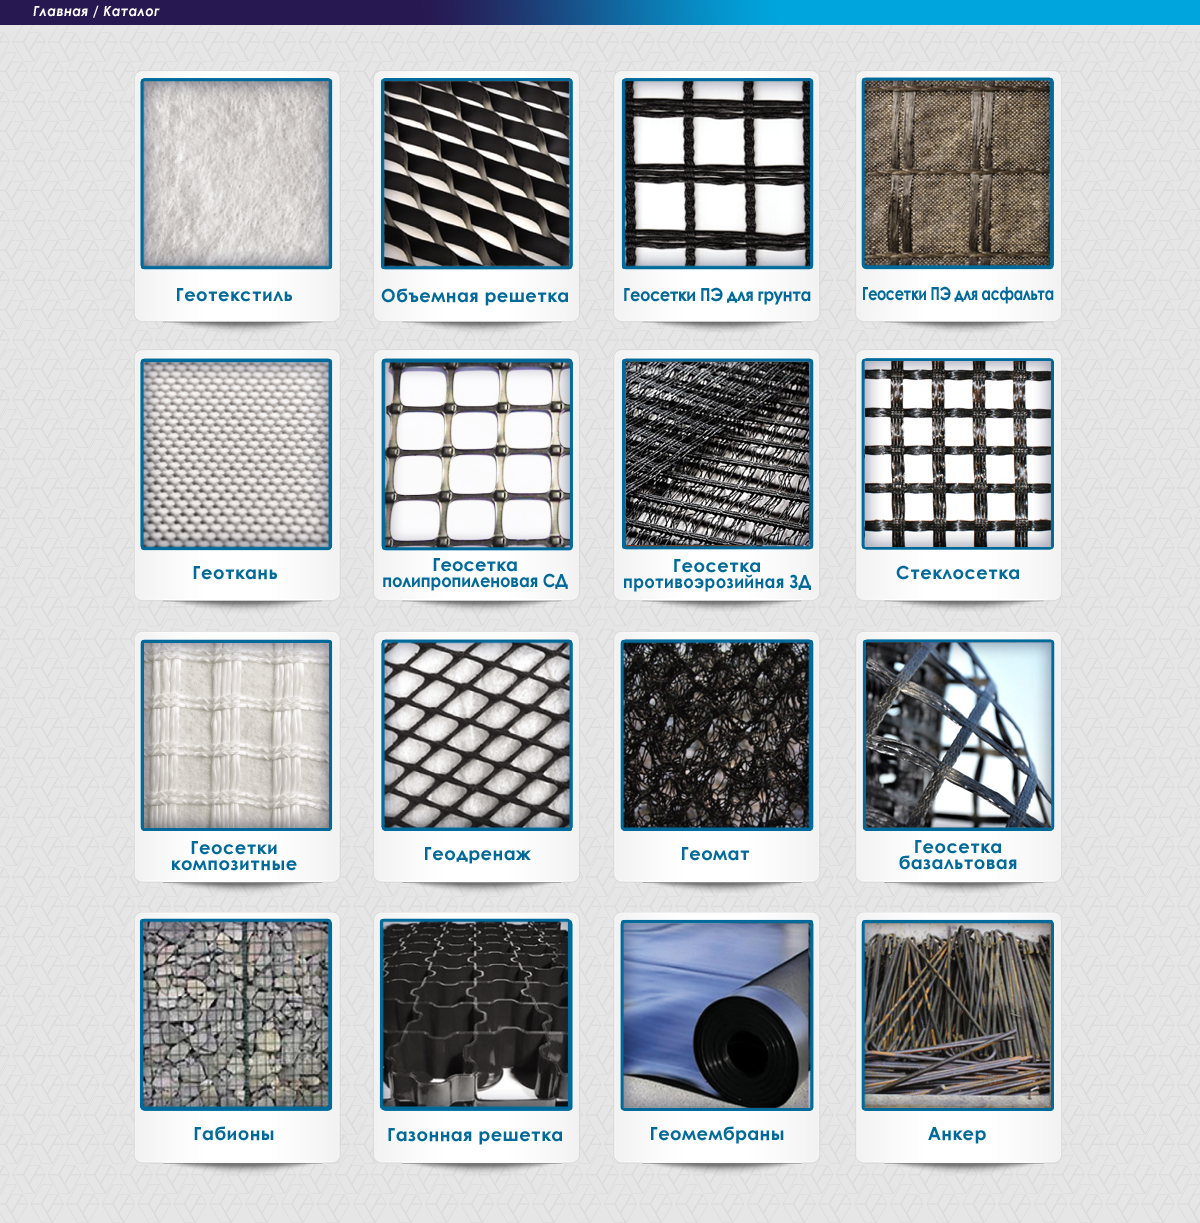 Главная / Каталог
Геотекстиль
Объемная решетка
Геосетки ПЭ для грунта
Геосетки ПЭ для асфальта
Геоткань
Геосетка
полипропиленовая СД
Геосетка
противоэрозийная 3Д
Стеклосетка
Геосетки
композитные
Геодренаж
Геомат
Геосетка
базальтовая
Габионы
Газонная решетка
Геомембраны
Анкер